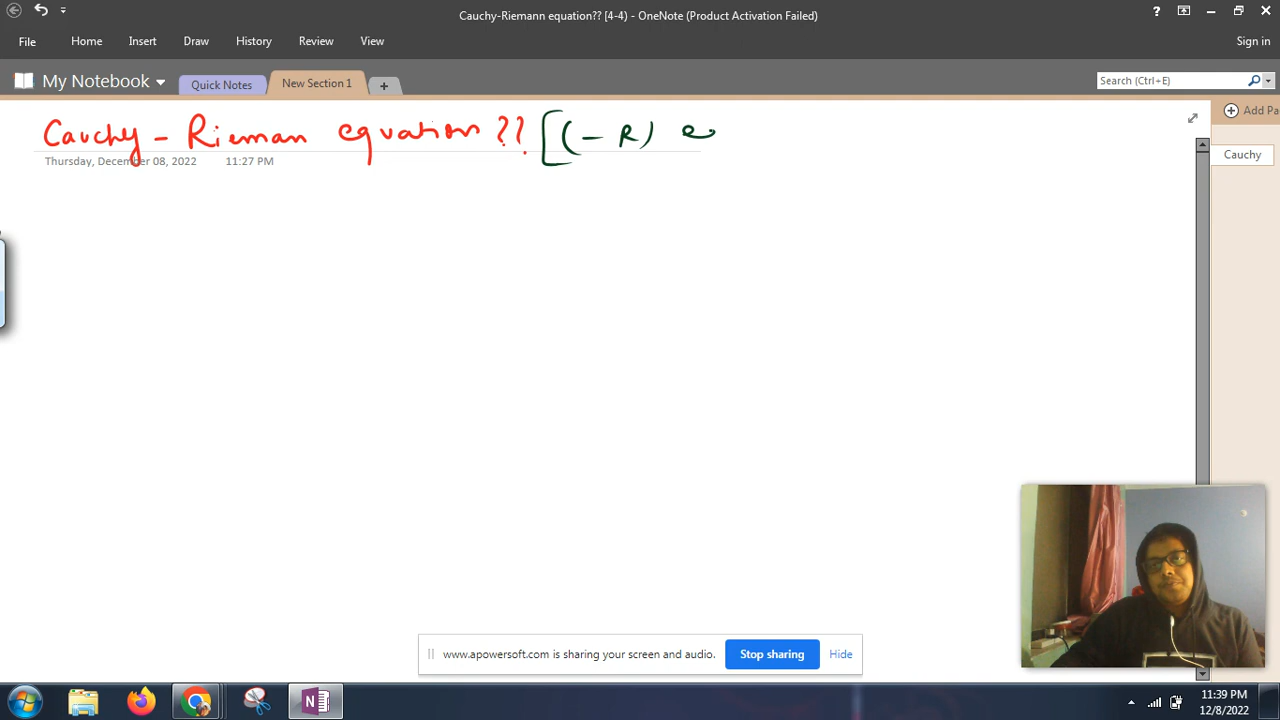 Cauchy-Riemann equation?? [4-4) - OneNote (Product Activation Failed)
File Home Insert Draw History Review View Sign in
My Notebook Quick Notes New Section 1 + Search (Ctrl+E)
Cauchy - Rieman equation ?? [(- R) e
Add Pa
Thursday, December 08, 2022 11:27 PM
Cauchy
www.apowersoft.com is sharing your screen and audio. Stop sharing Hide
11:39 PM
12/8/2022